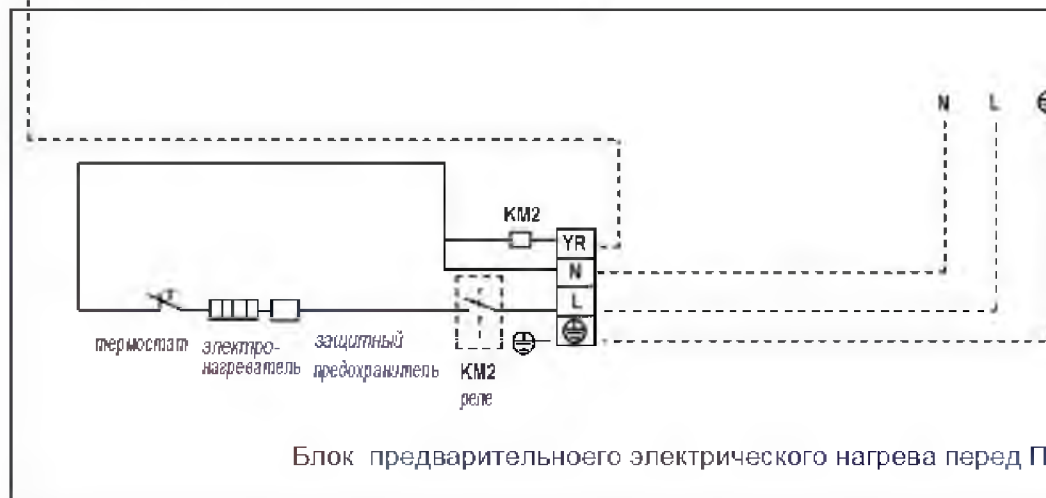 N L
KM2
YR
N
L
термостат
электро-
нагреватель
защитный
предохранитель
KM2
реле
Блок предварительноего электрического нагрева перед П